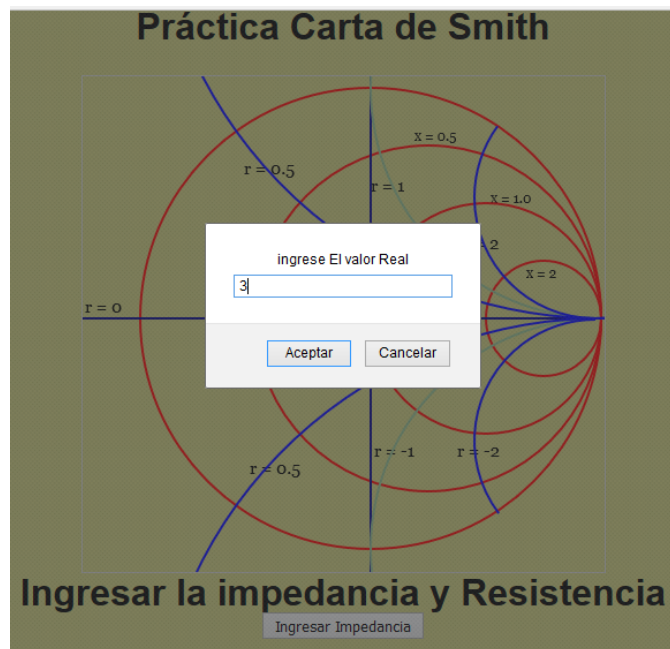 Práctica Carta de Smith
x = 0.5
r = 0.5
r = 1
x = 1.0
2
ingrese El valor Real
x = 2
3
r = 0
Aceptar
Cancelar
r = -1
r = -2
r = 0.5
Ingresar la impedancia y Resistencia
Ingresar Impedancia